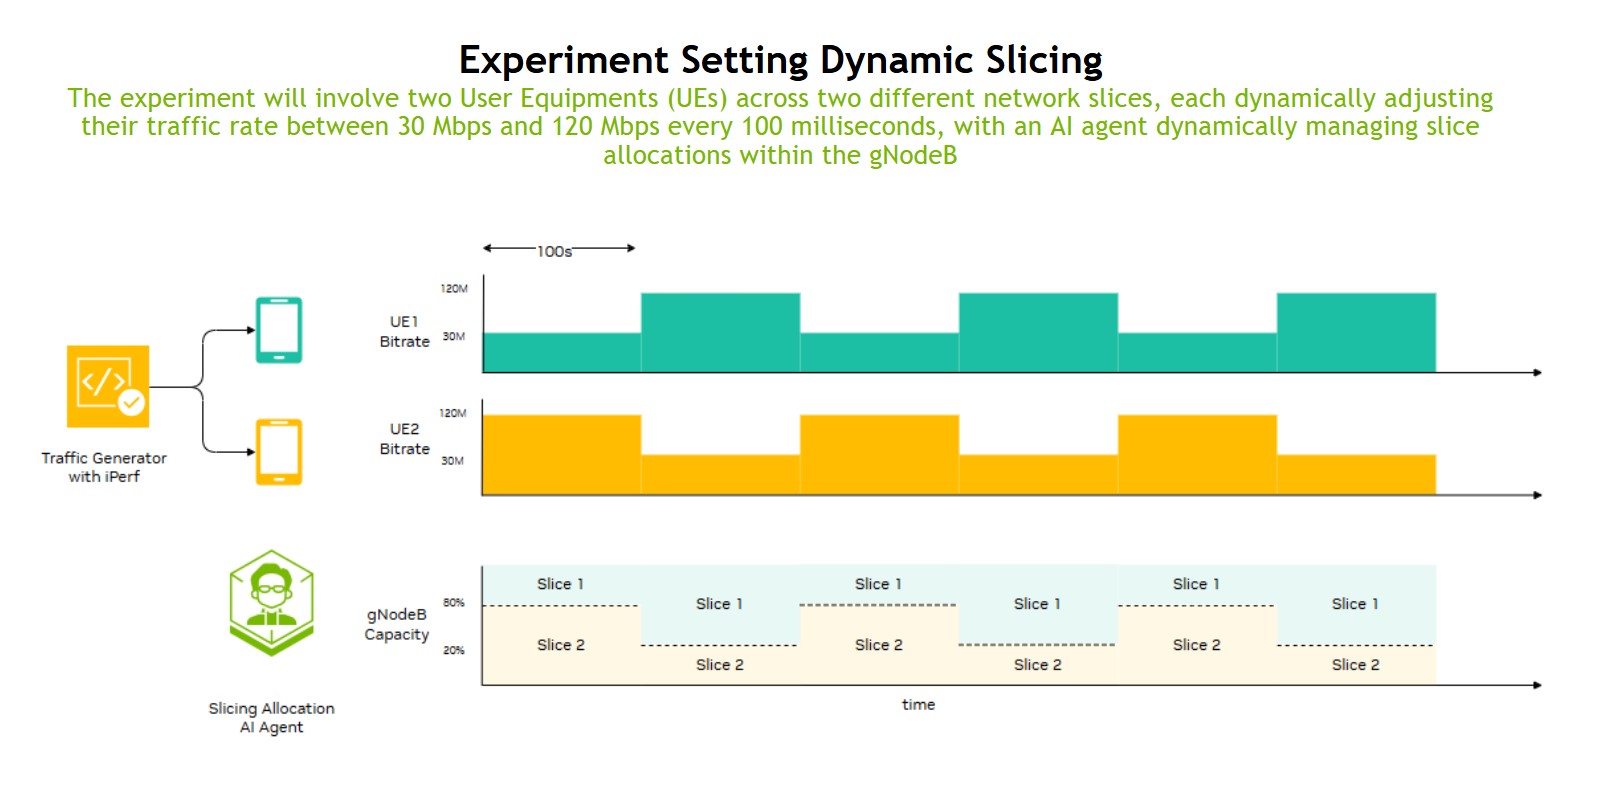 Experiment Setting Dynamic Slicing
The experiment will involve two User Equipments (UEs) across two different network slices, each dynamically adjusting
their traffic rate between 30 Mbps and 120 Mbps every 100 milliseconds, with an AI agent dynamically managing slice
allocations within the gNodeB
100s
120M
UE1
Bitrate
30M
</>
Traffic Generator
with iPerf
120M
UE2
Bitrate
30M
Slice 1
Slice 1
Slice 1
Slice 1
Slice 1
Slice 1
80%
gNodeB
Capacity
20%
Slice 2
Slice 2
Slice 2
Slice 2
Slice 2
Slice 2
time
Slicing Allocation
AI Agent